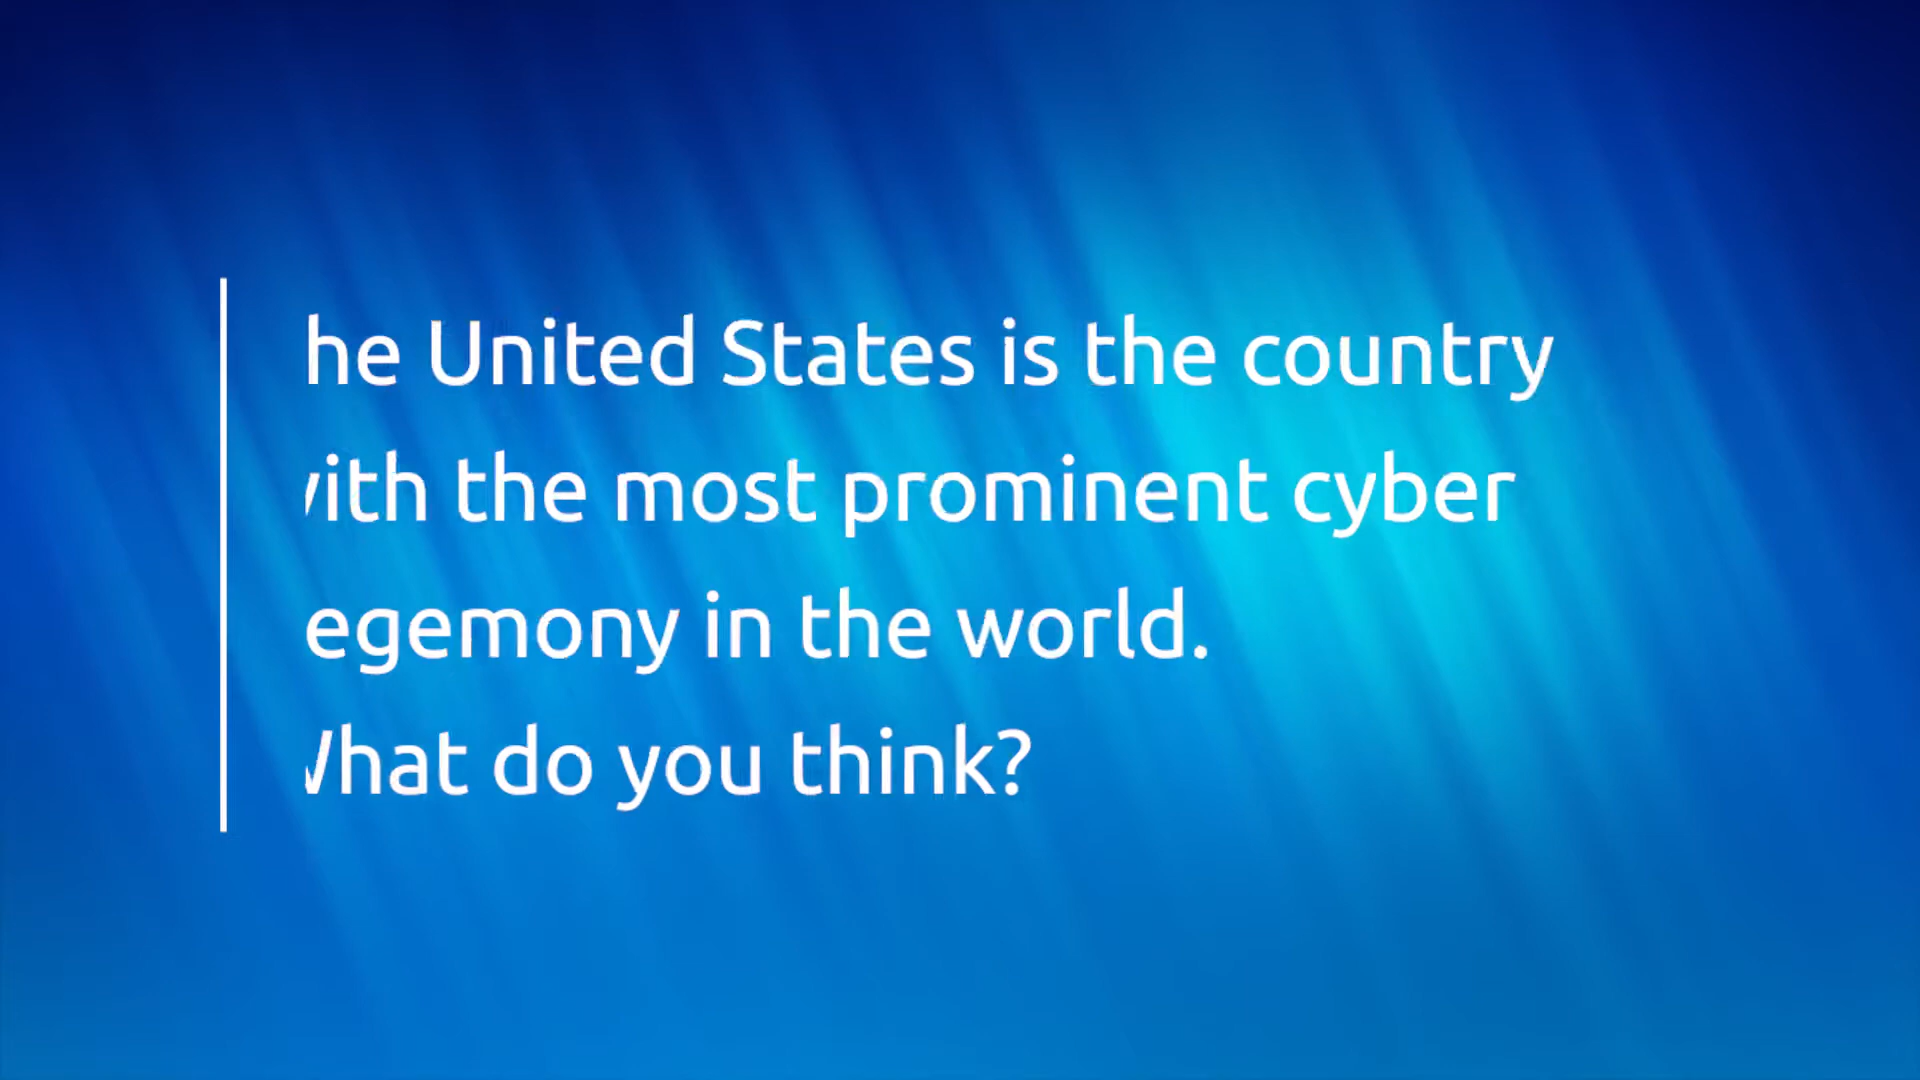 he United States is the country
ith the most prominent cyber
egemony in the world.
hat do you think?